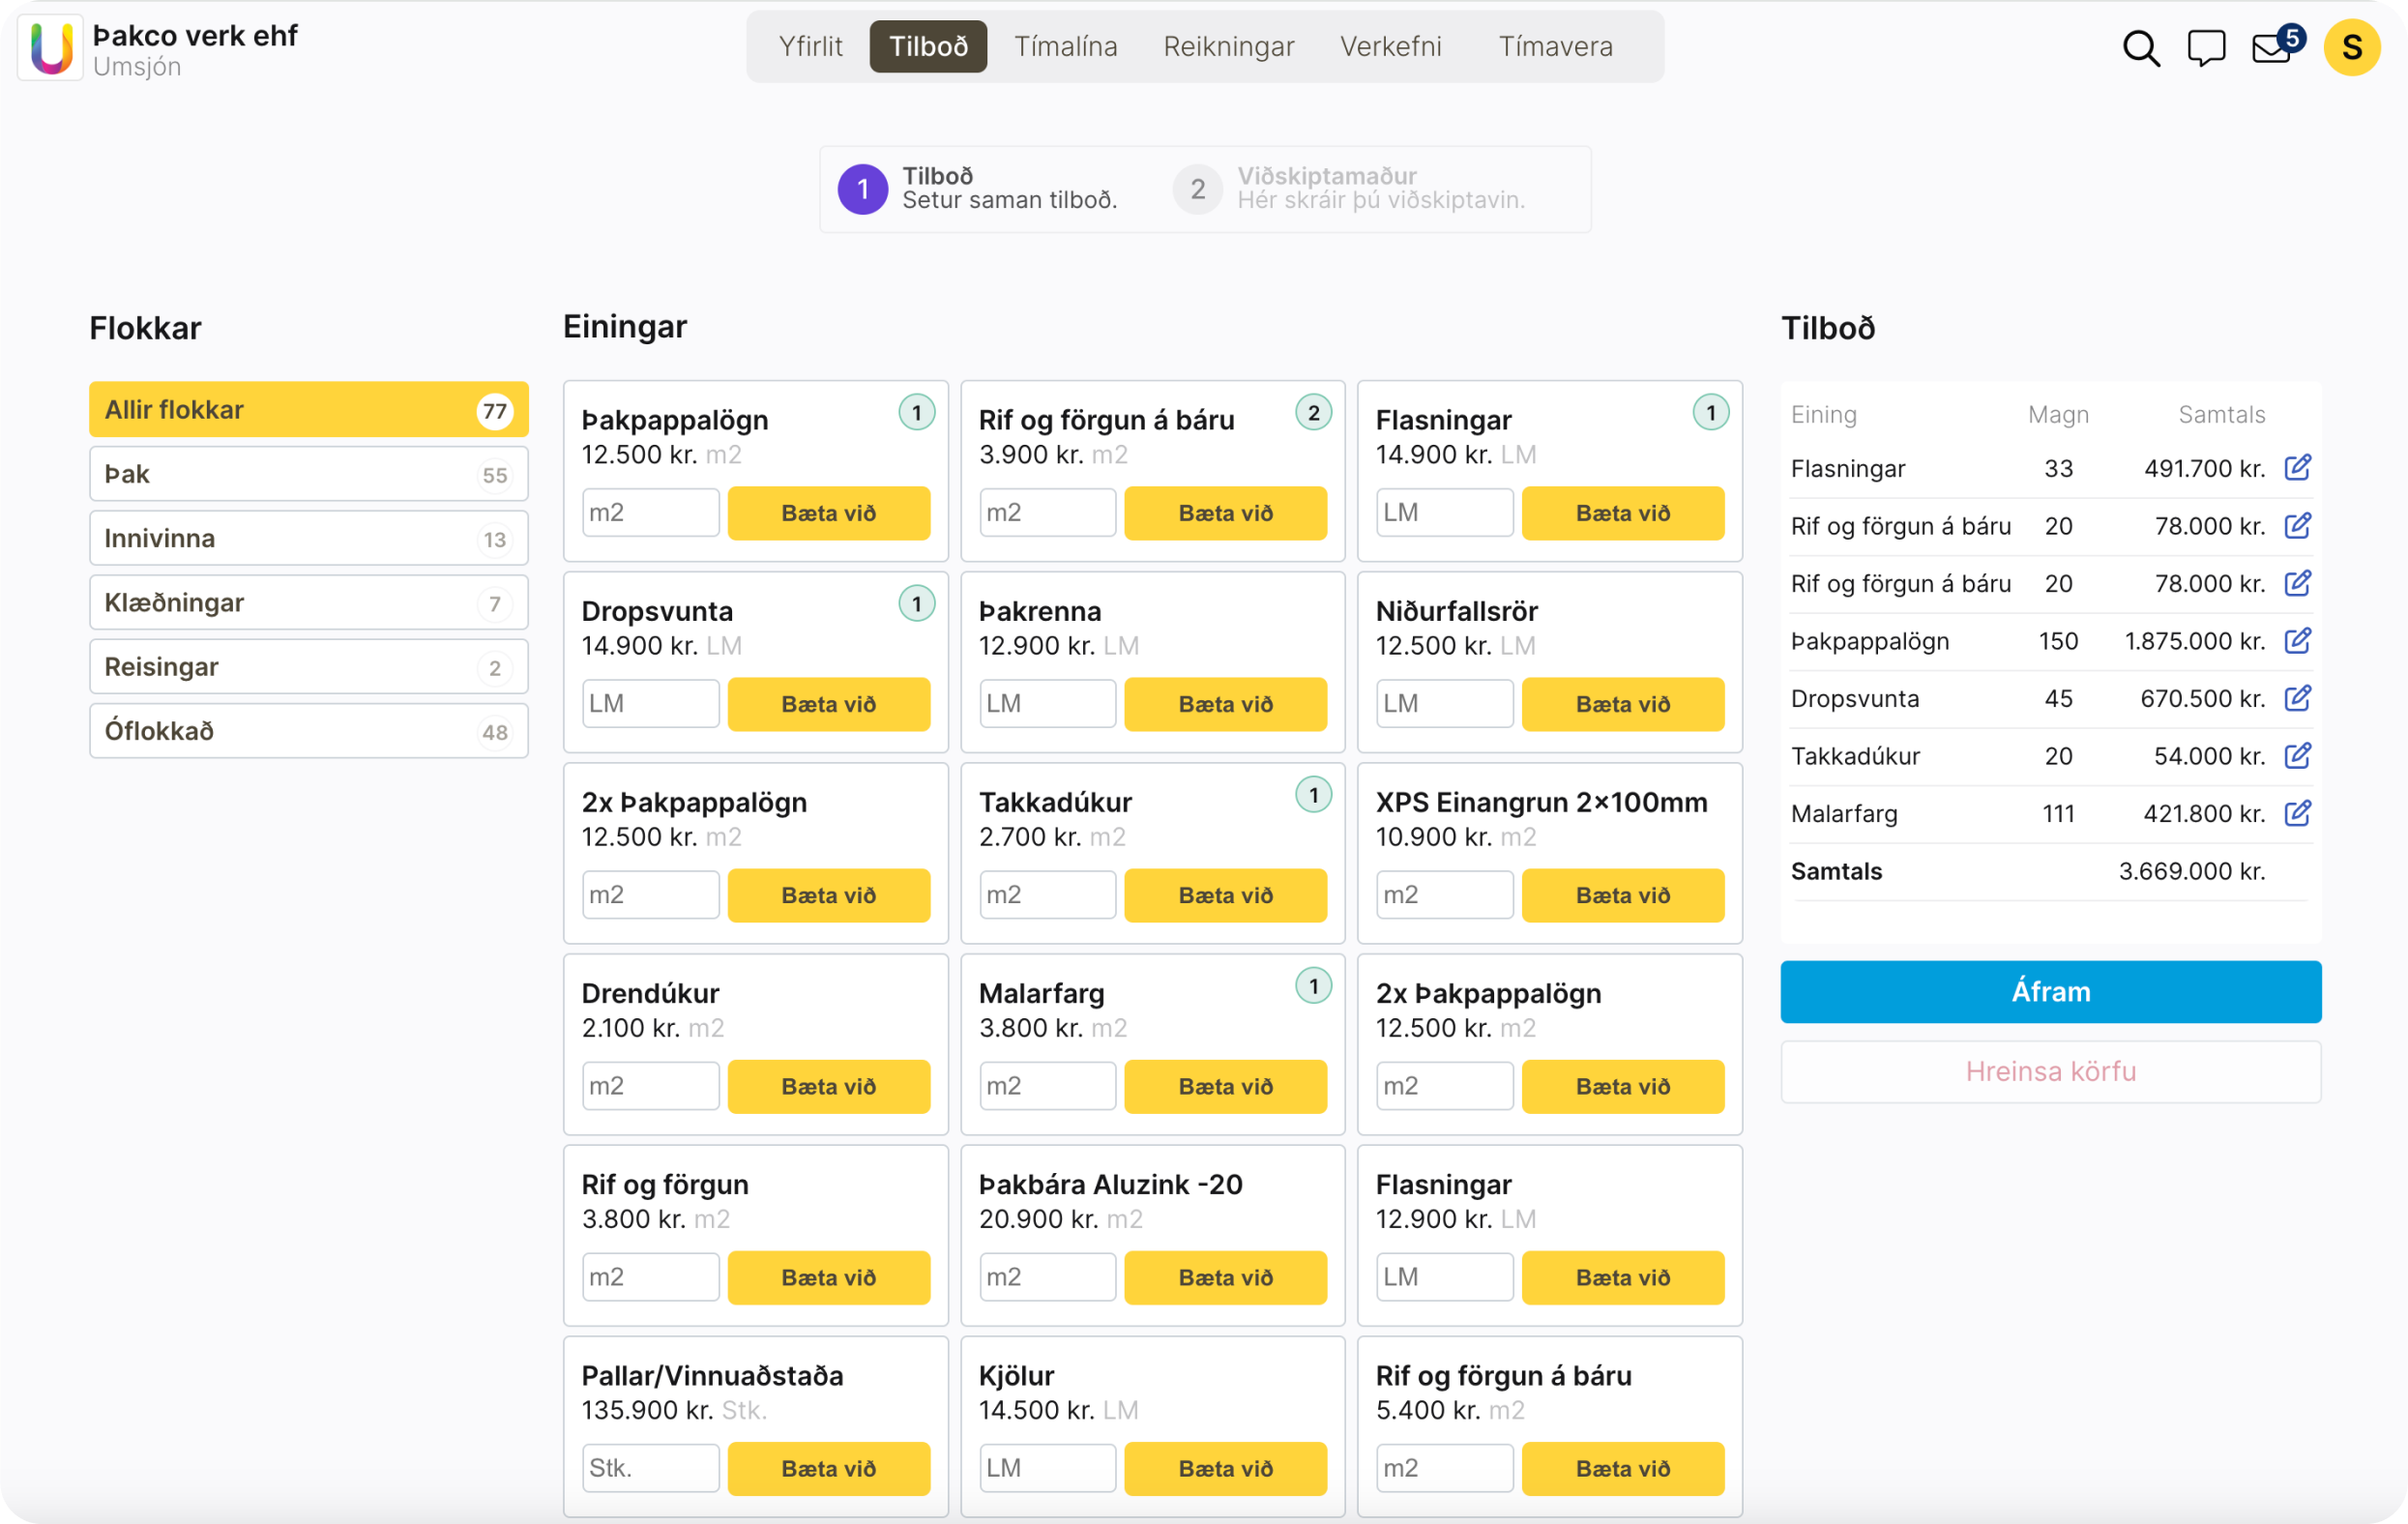 Þakco verk ehf
Umsjón
Yfirlit
Tilboð
Tímalína
Reikningar
Verkefni
Tímavera
5
S
1
Tilboð
Setur saman tilboð.
2
Viðskiptamaður
Hér skráir þú viðskiptavin.
Flokkar
Allir flokkar 77
Þak 55
Innivinna 13
Klæðningar 7
Reisingar 2
Óflokkað 48
Einingar
Þakpappalögn 1
12.500 kr. m2
m2 Bæta við
Rif og förgun á báru 2
3.900 kr. m2
m2 Bæta við
Flasningar 1
14.900 kr. LM
LM Bæta við
Dropsvunta 1
14.900 kr. LM
LM Bæta við
Þakrenna
12.900 kr. LM
LM Bæta við
Niðurfallsrör
12.500 kr. LM
LM Bæta við
2x Þakpappalögn
12.500 kr. m2
m2 Bæta við
Takkadúkur 1
2.700 kr. m2
m2 Bæta við
XPS Einangrun 2x100mm
10.900 kr. m2
m2 Bæta við
Drendúkur
2.100 kr. m2
m2 Bæta við
Malarfarg 1
3.800 kr. m2
m2 Bæta við
2x Þakpappalögn
12.500 kr. m2
m2 Bæta við
Rif og förgun
3.800 kr. m2
m2 Bæta við
Þakbára Aluzink -20
20.900 kr. m2
m2 Bæta við
Flasningar
12.900 kr. LM
LM Bæta við
Pallar/Vinnuaðstaða
135.900 kr. Stk.
Stk. Bæta við
Kjölur
14.500 kr. LM
LM Bæta við
Rif og förgun á báru
5.400 kr. m2
m2 Bæta við
Tilboð
Eining Magn Samtals
Flasningar 33 491.700 kr.
Rif og förgun á báru 20 78.000 kr.
Rif og förgun á báru 20 78.000 kr.
Þakpappalögn 150 1.875.000 kr.
Dropsvunta 45 670.500 kr.
Takkadúkur 20 54.000 kr.
Malarfarg 111 421.800 kr.
Samtals 3.669.000 kr.
Áfram
Hreinsa körfu